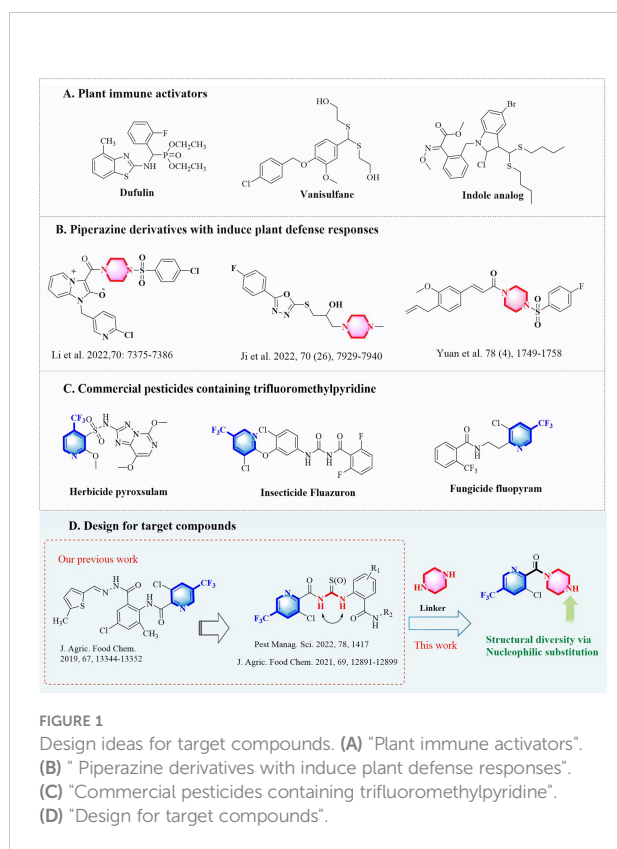 A. Plant immune activators
CH3
N
S
NH
F
P
O
OCH2CH3
OCH2CH3
Dufulin
HO
S
S
OH
O
O
Cl
Vanisulfane
Br
O
O
N
O
N
Cl
S
S
Indole analog
B. Piperazine derivatives with induce plant defense responses
O
N
N
S
O
O
Cl
N
+
N
O
N
Cl
Li et al. 2022,70: 7375-7386
F
O
N
N
S
OH
N
N
Ji et al. 2022, 70 (26), 7929-7940
O
O
N
N
S
O
O
F
Yuan et al. 78 (4), 1749-1758
C. Commercial pesticides containing trifluoromethylpyridine
CF3
O
O
S
NH
N
N
N
N
O
O
N
O
Herbicide pyroxsulam
F3C
N
Cl
O
Cl
N
H
O
N
H
O
F
F
Insecticide Fluazuron
O
N
H
CF3
Cl
N
CF3
Fungicide fluopyram
D. Design for target compounds
Our previous work
S
H3C
N
H
N
O
H
N
O
Cl
CH3
Cl
N
CF3
J. Agric. Food Chem.
2019, 67, 13344-13352
F3C
N
Cl
O
N
H
S(O)
N
H
R1
O
N-R2
H
Pest Manag. Sci. 2022, 78, 1417
J. Agric. Food Chem. 2021, 69, 12891-12899
NH
HN
Linker
This work
F3C
N
Cl
O
N
NH
Structural diversity via
Nucleophilic substitution
FIGURE 1
Design ideas for target compounds. (A) "Plant immune activators".
(B) " Piperazine derivatives with induce plant defense responses".
(C) "Commercial pesticides containing trifluoromethylpyridine".
(D) "Design for target compounds".